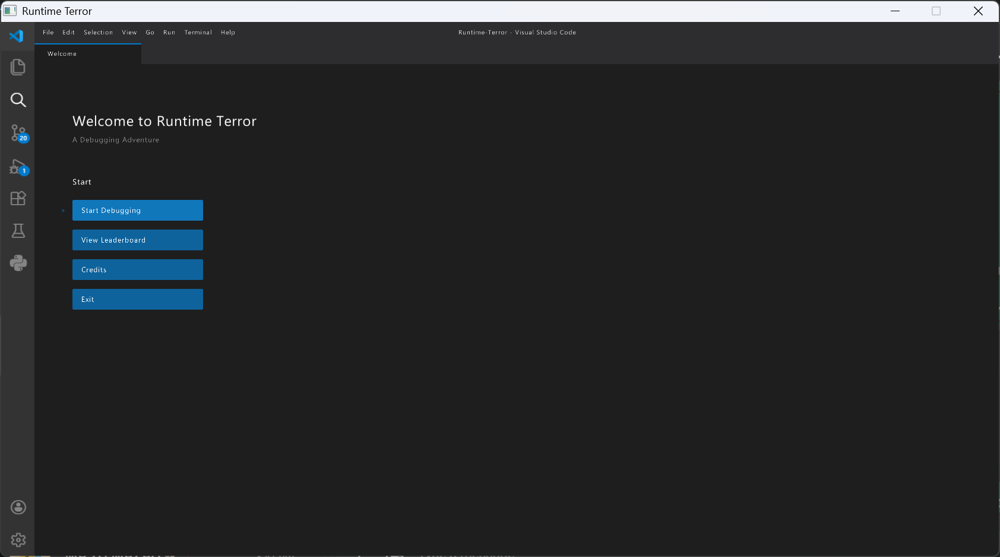 Runtime Terror
File Edit Selection View Go Run Terminal Help
Runtime-Terror - Visual Studio Code
Welcome
Welcome to Runtime Terror
A Debugging Adventure
20
1
Start
> Start Debugging
View Leaderboard
Credits
Exit